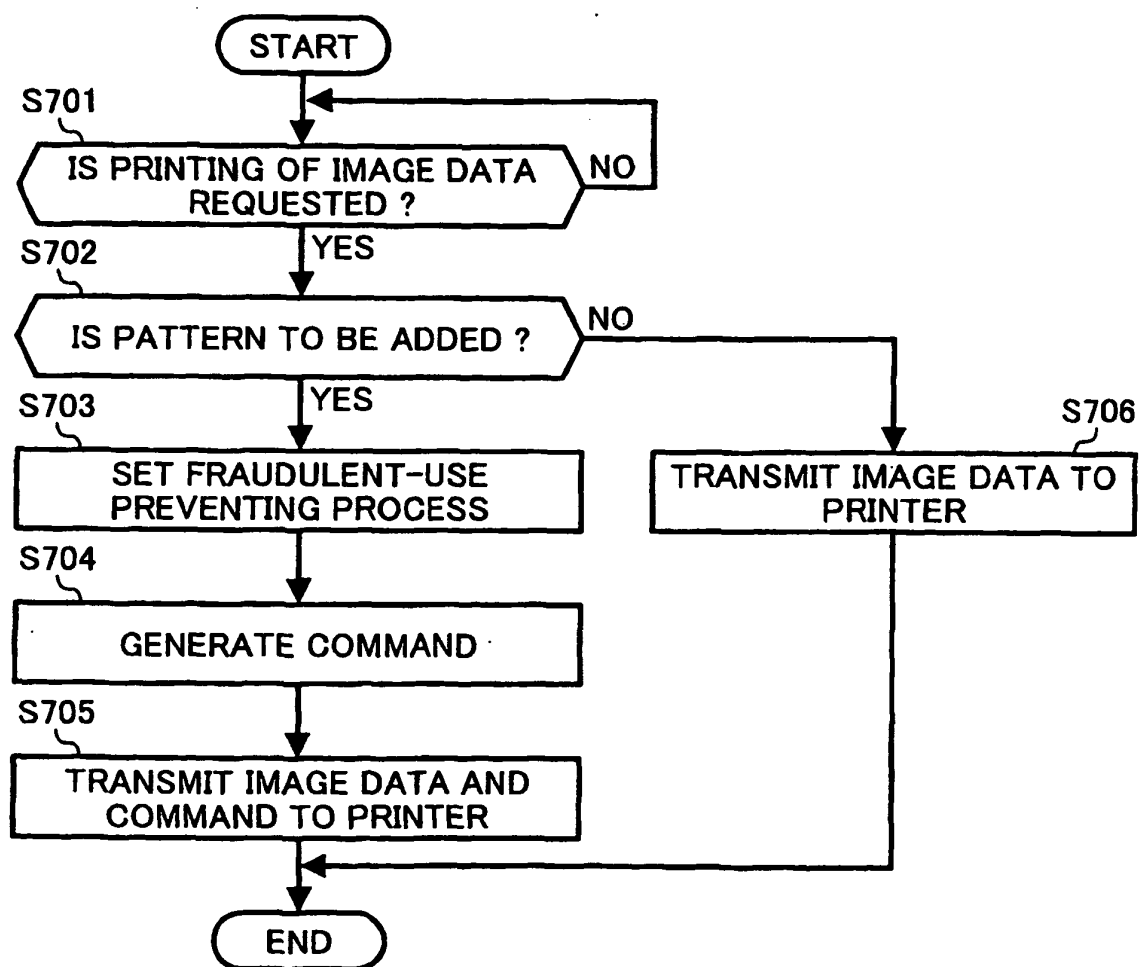 START
S701
IS PRINTING OF IMAGE DATA
REQUESTED ?
NO
YES
S702
IS PATTERN TO BE ADDED ?
NO
YES
S703
SET FRAUDULENT-USE
PREVENTING PROCESS
S706
TRANSMIT IMAGE DATA TO
PRINTER
S704
GENERATE COMMAND
S705
TRANSMIT IMAGE DATA AND
COMMAND TO PRINTER
END